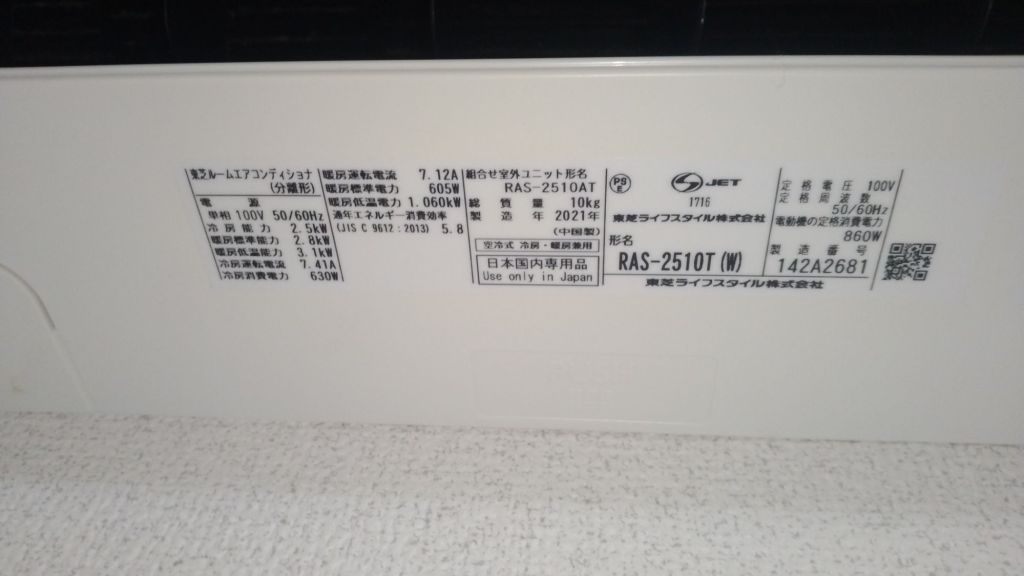 東芝ルームエアコンディショナ
(分離形)
電源
単相 100V 50/60Hz
冷房能力 2.5kW
暖房標準能力 2.8kW
暖房低温能力 3.1kW
冷房運転電流 7.41A
冷房消費電力 630W
暖房運転電流 7.12A
暖房標準電力 605W
暖房低温電力 1.060kW
通年エネルギー消費効率
(JIS C 9612:2013) 5.8
組合せ室外ユニット形名
RAS-2510AT
総質量 10kg
製造年 2021年
(中国製)
空冷式 冷房・暖房兼用
日本国内専用品
Use only in Japan
PS
E
JET
1716
東芝ライフスタイル株式会社
形名
RAS-2510T(W)
定格電圧 100V
定格周波数
50/60Hz
電動機の定格消費電力
860W
製造番号
142A2681
東芝ライフスタイル株式会社